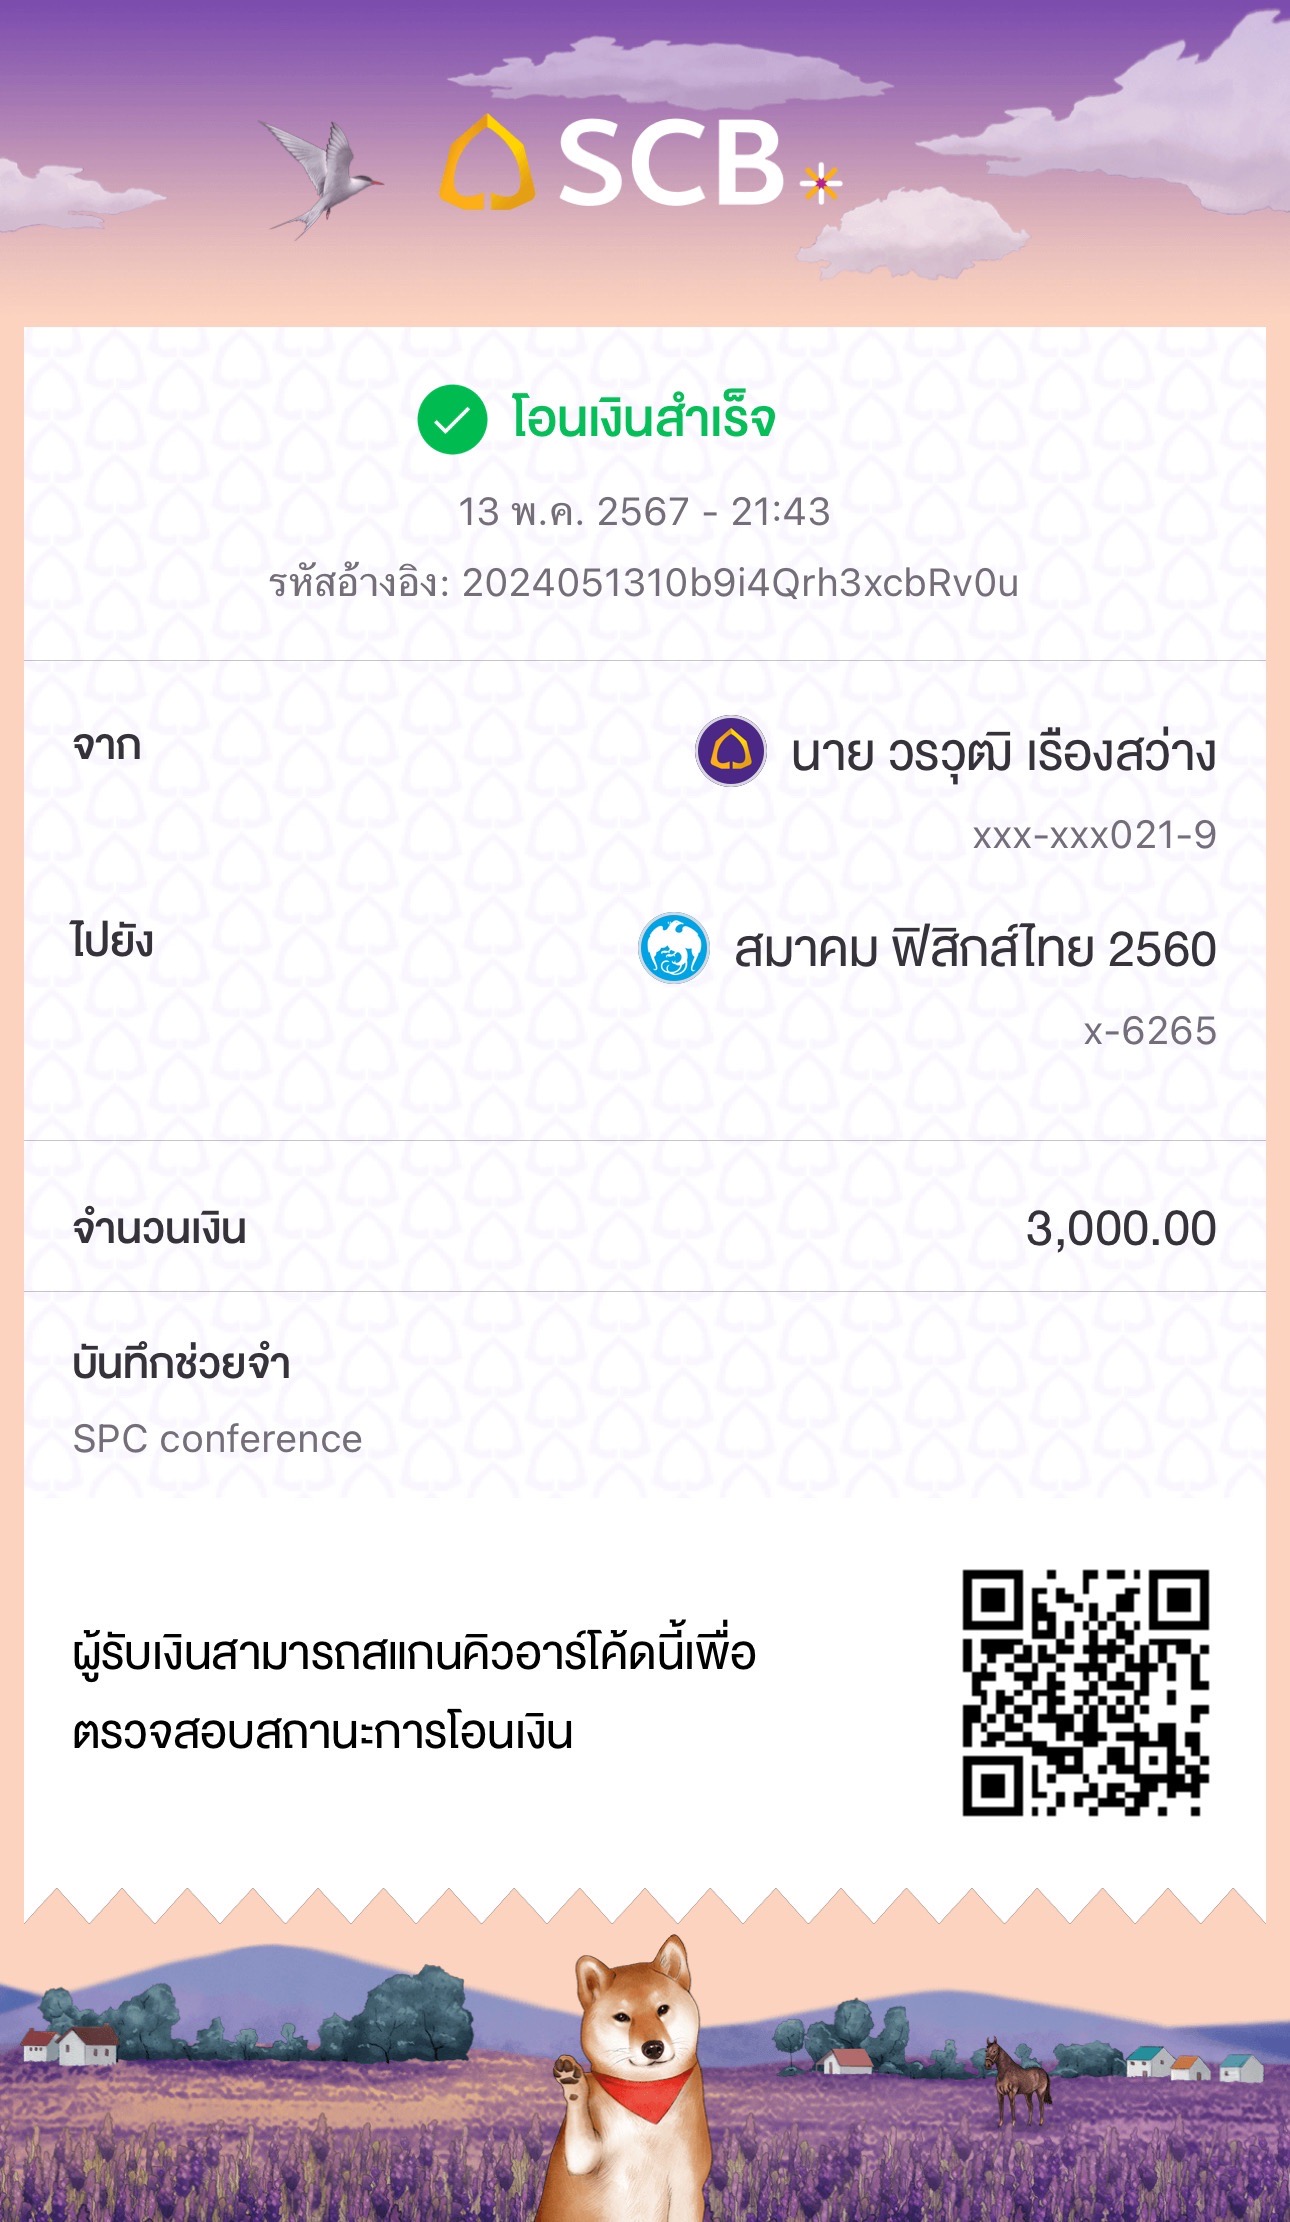 SCB
โอนเงินสำเร็จ
13 พ.ค. 2567 - 21:43
รหัสอ้างอิง: 2024051310b9i4Qrh3xcbRv0u
จาก
นาย วรวุฒิ เรืองสว่าง
xxx-xxx021-9
ไปยัง
สมาคม ฟิสิกส์ไทย 2560
x-6265
จำนวนเงิน
3,000.00
บันทึกช่วยจำ
SPC conference
ผู้รับเงินสามารถสแกนคิวอาร์โค้ดนี้เพื่อ
ตรวจสอบสถานะการโอนเงิน